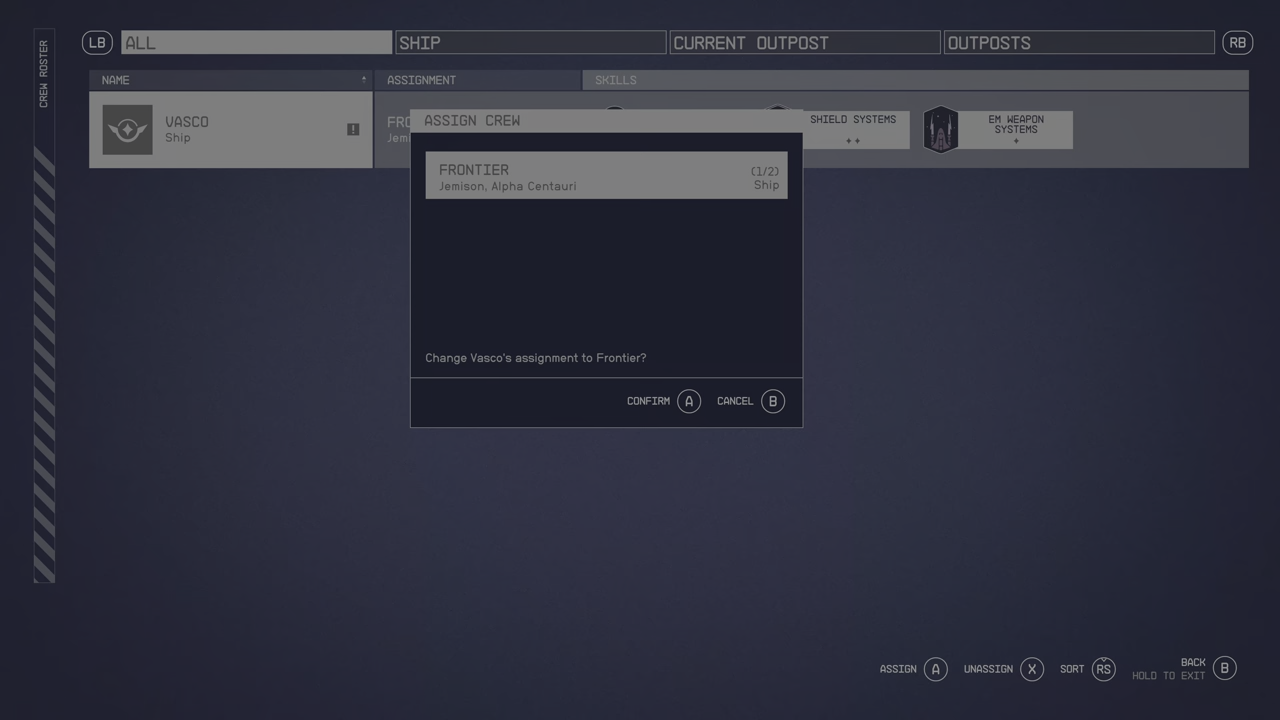 CREW ROSTER
LB
ALL
SHIP
CURRENT OUTPOST
OUTPOSTS
RB
NAME
ASSIGNMENT
SKILLS
VASCO
Ship
FRO
Jem
SHIELD SYSTEMS
EM WEAPON
SYSTEMS
ASSIGN CREW
FRONTIER
(1/2)
Jemison, Alpha Centauri
Ship
Change Vasco's assignment to Frontier?
CONFIRM A
CANCEL B
ASSIGN A
UNASSIGN X
SORT RS
BACK
HOLD TO EXIT
B